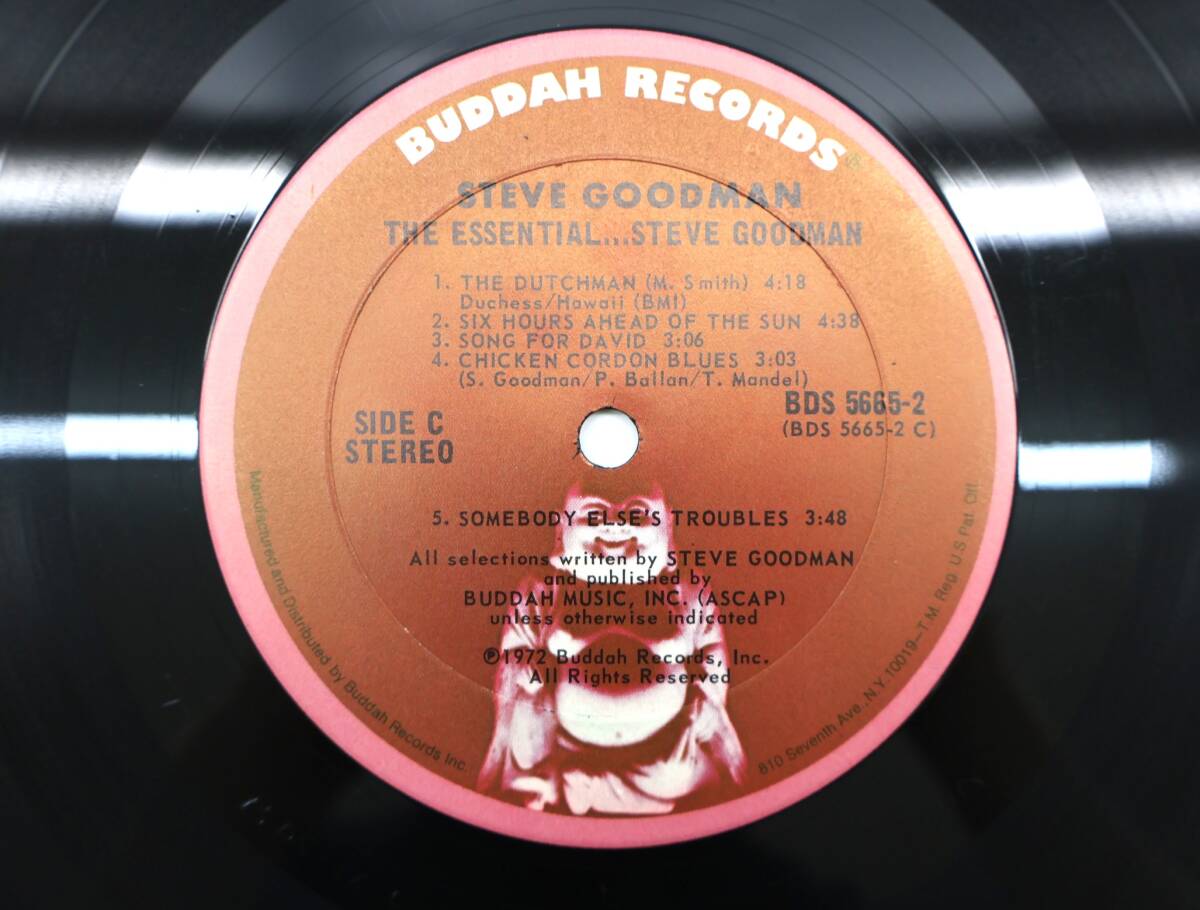 BUDDAH RECORDS
STEVE GOODMAN
THE ESSENTIAL...STEVE GOODMAN
1. THE DUTCHMAN (M. Smith) 4:18
Duchess/Hawaii (BMI)
2. SIX HOURS AHEAD OF THE SUN 4:38
3. SONG FOR DAVID 3:06
4. CHICKEN CORDON BLUES 3:03
(S. Goodman/P. Ballan/T. Mandel)
SIDE C
STEREO
BDS 5665-2
(BDS 5665-2 C)
5. SOMEBODY ELSE'S TROUBLES 3:48
All selections written by STEVE GOODMAN
and published by
BUDDAH MUSIC, INC. (ASCAP)
unless otherwise indicated
℗1972 Buddah Records, Inc.
All Rights Reserved
Manufactured and Distributed by Buddah Records Inc.
810 Seventh Ave., N.Y. 10019—T.M. Reg. U.S. Pat. Off.